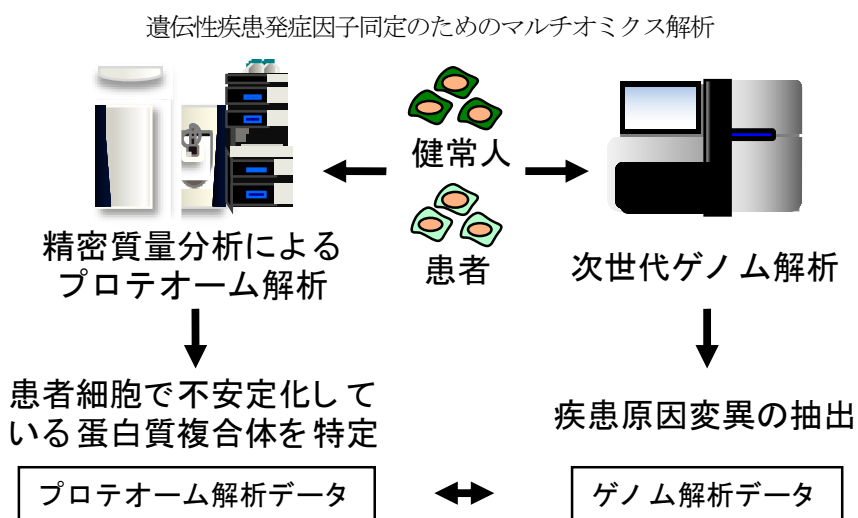 遺伝性疾患発症因子同定のためのマルチオミクス解析
健常人
患者
精密質量分析による
プロテオーム解析
次世代ゲノム解析
患者細胞で不安定化して
いる蛋白質複合体を特定
疾患原因変異の抽出
プロテオーム解析データ
ゲノム解析データ